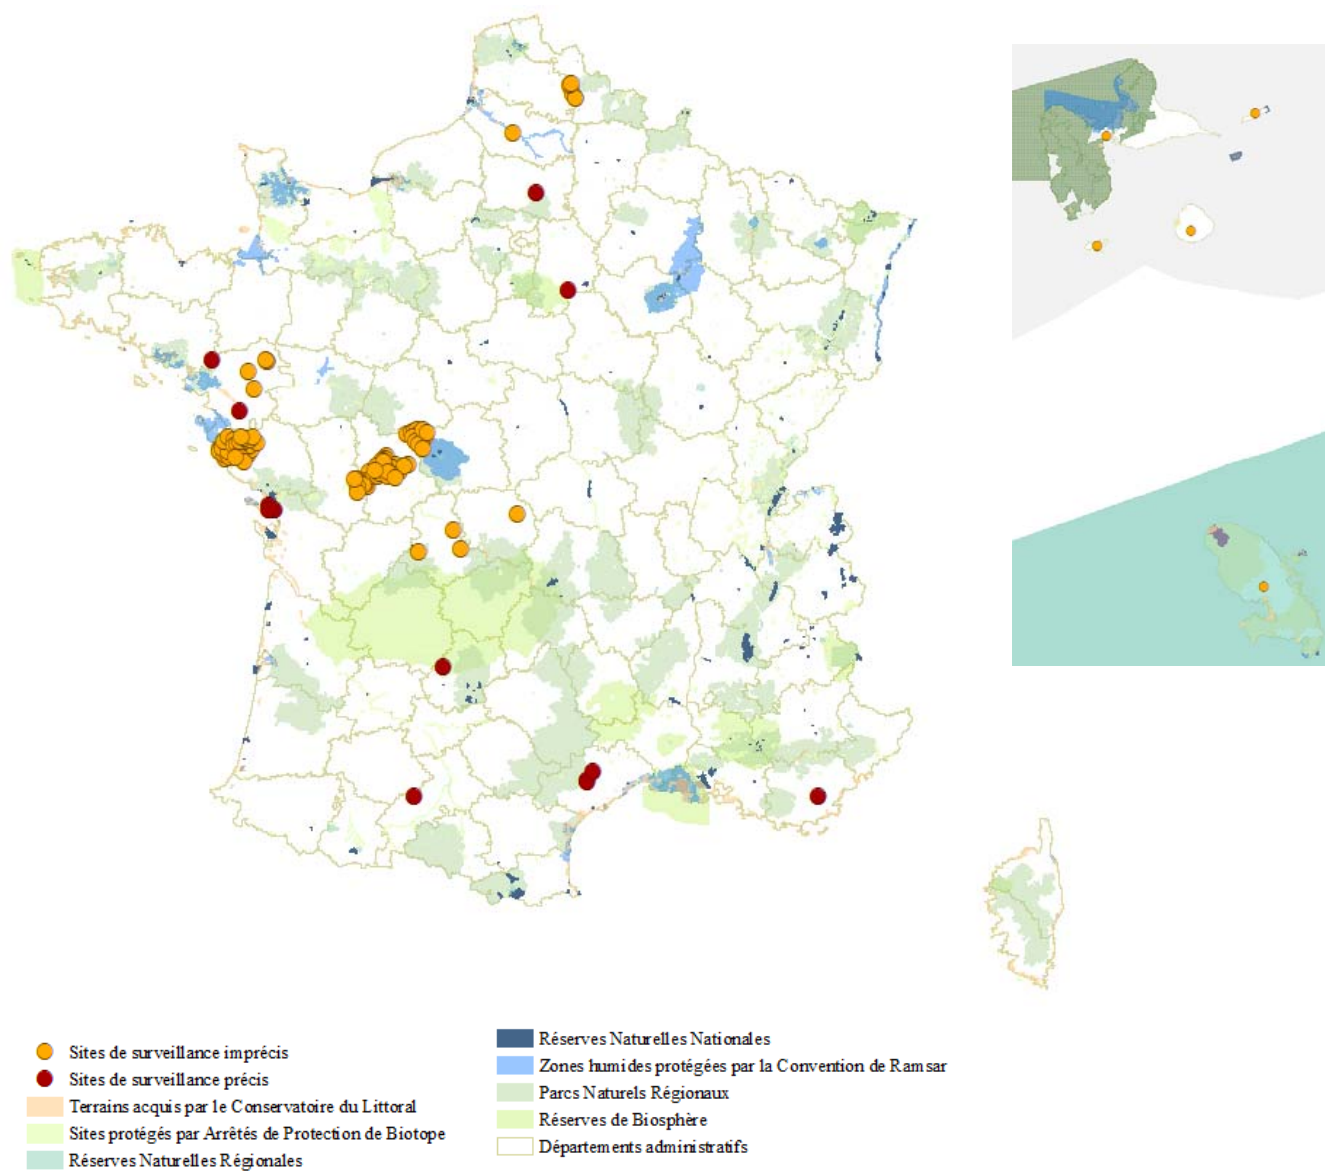 Sites de surveillance imprécis
Sites de surveillance précis
Terrains acquis par le Conservatoire du Littoral
Sites protégés par Arrêtés de Protection de Biotope
Réserves Naturelles Régionales
Réserves Naturelles Nationales
Zones humides protégées par la Convention de Ramsar
Parcs Naturels Régionaux
Réserves de Biosphère
Départements administratifs